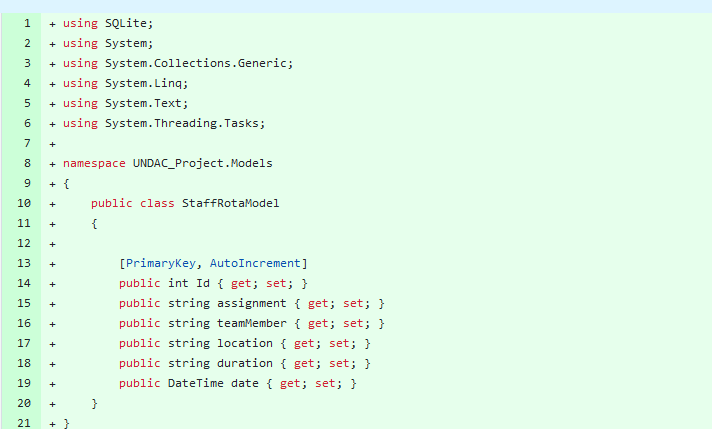 1 + using SQLite;
2 + using System;
3 + using System.Collections.Generic;
4 + using System.Linq;
5 + using System.Text;
6 + using System.Threading.Tasks;
7 +
8 + namespace UNDAC_Project.Models
9 + {
10 +     public class StaffRotaModel
11 +     {
12 +
13 +         [PrimaryKey, AutoIncrement]
14 +         public int Id { get; set; }
15 +         public string assignment { get; set; }
16 +         public string teamMember { get; set; }
17 +         public string location { get; set; }
18 +         public string duration { get; set; }
19 +         public DateTime date { get; set; }
20 +     }
21 + }